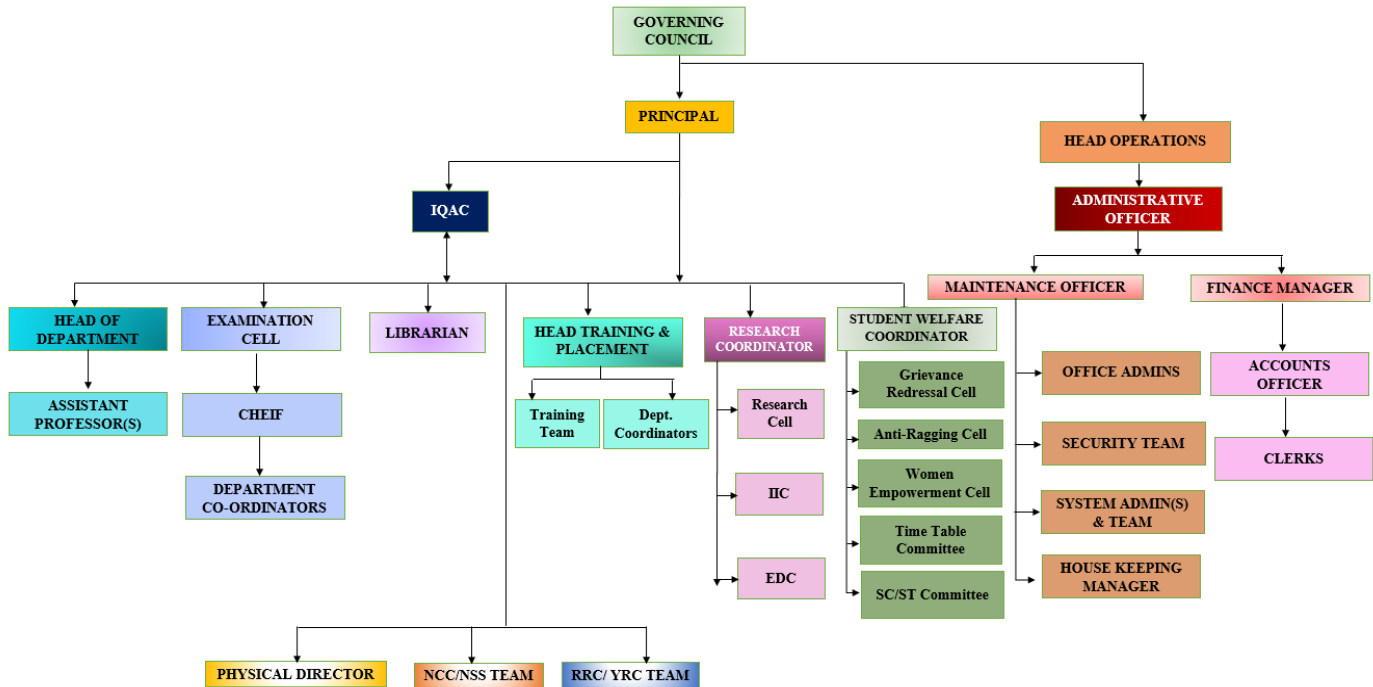 GOVERNING
COUNCIL
PRINCIPAL
HEAD OPERATIONS
IQAC
ADMINISTRATIVE
OFFICER
MAINTENANCE OFFICER
FINANCE MANAGER
HEAD OF
DEPARTMENT
EXAMINATION
CELL
LIBRARIAN
HEAD TRAINING &
PLACEMENT
RESEARCH
COORDINATOR
STUDENT WELFARE
COORDINATOR
ASSISTANT
PROFESSOR(S)
CHEIF
DEPARTMENT
CO-ORDINATORS
Training
Team
Dept.
Coordinators
Research
Cell
IIC
EDC
Grievance
Redressal Cell
Anti-Ragging Cell
Women
Empowerment Cell
Time Table
Committee
SC/ST Committee
OFFICE ADMINS
SECURITY TEAM
SYSTEM ADMIN(S)
& TEAM
HOUSE KEEPING
MANAGER
ACCOUNTS
OFFICER
CLERKS
PHYSICAL DIRECTOR
NCC/NSS TEAM
RRC/ YRC TEAM